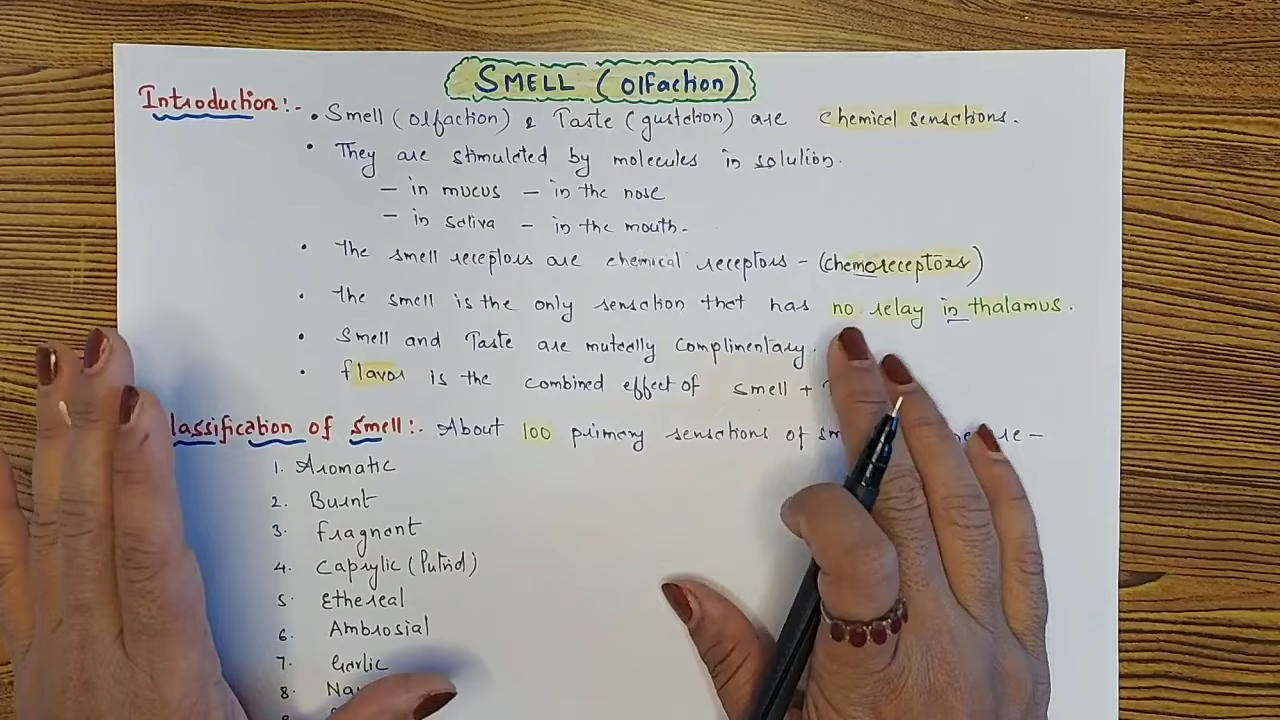 SMELL (Olfaction)
Introduction:-
• Smell (olfaction) & Taste (gustation) are chemical sensations.
• They are stimulated by molecules in solution.
– in mucus – in the nose
– in saliva – in the mouth.
• The smell receptors are chemical receptors – (chemoreceptors)
• The smell is the only sensation that has no relay in thalamus.
• Smell and Taste are mutually complimentary.
• flavor is the combined effect of smell +
lassification of smell:- About 100 primary sensations of
1. Aromatic
2. Burnt
3. Fragnant
4. Caprylic (Putrid)
5. Ethereal
6. Ambrosial
7. Garlic
8.